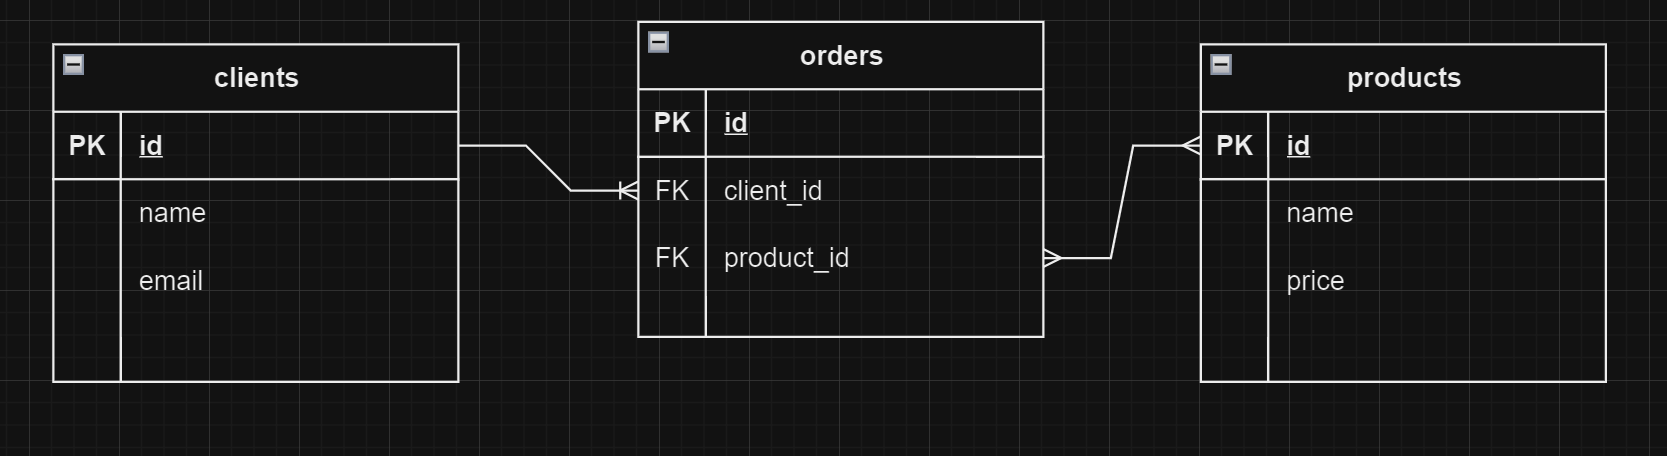 clients
PK id
name
email
orders
PK id
FK client_id
FK product_id
products
PK id
name
price